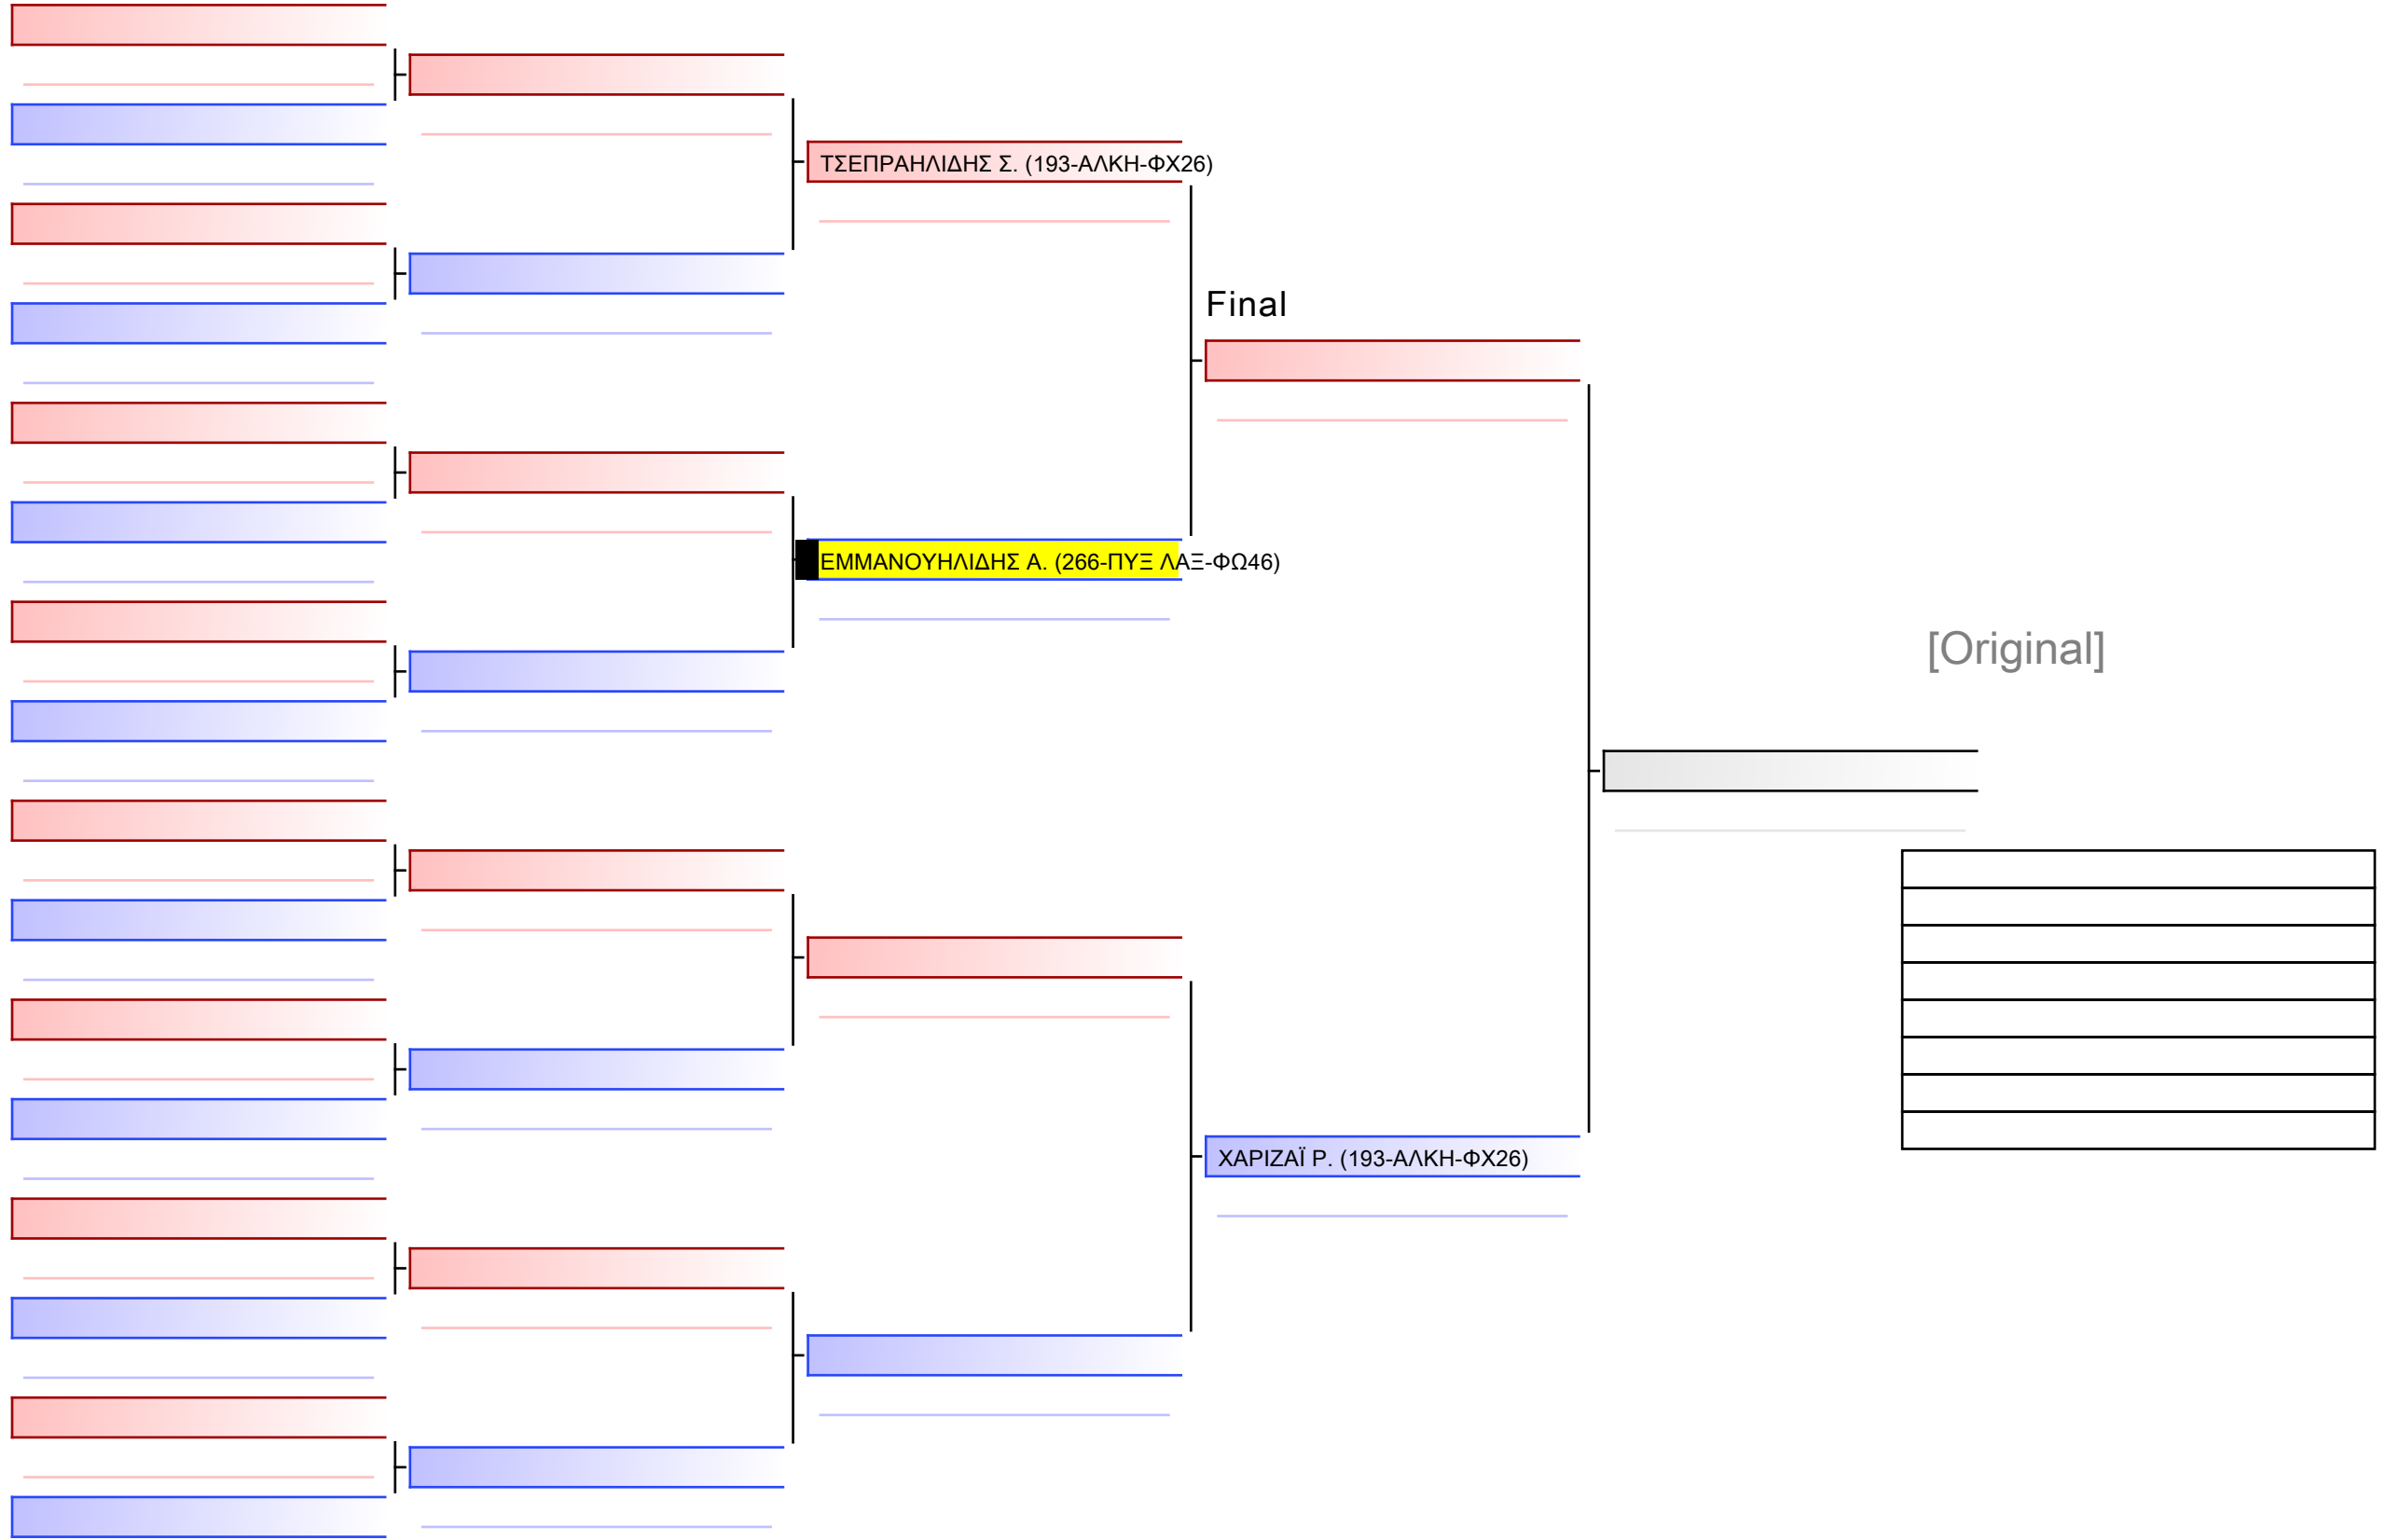 ΤΣΕΠΡΑΗΛΙΔΗΣ Σ. (193-ΑΛΚΗ-ΦΧ26)
Final
ΕΜΜΑΝΟΥΗΛΙΔΗΣ Α. (266-ΠΥΞ ΛΑΞ-ΦΩ46)
[Original]
ΧΑΡΙΖΑΪ Ρ. (193-ΑΛΚΗ-ΦΧ26)